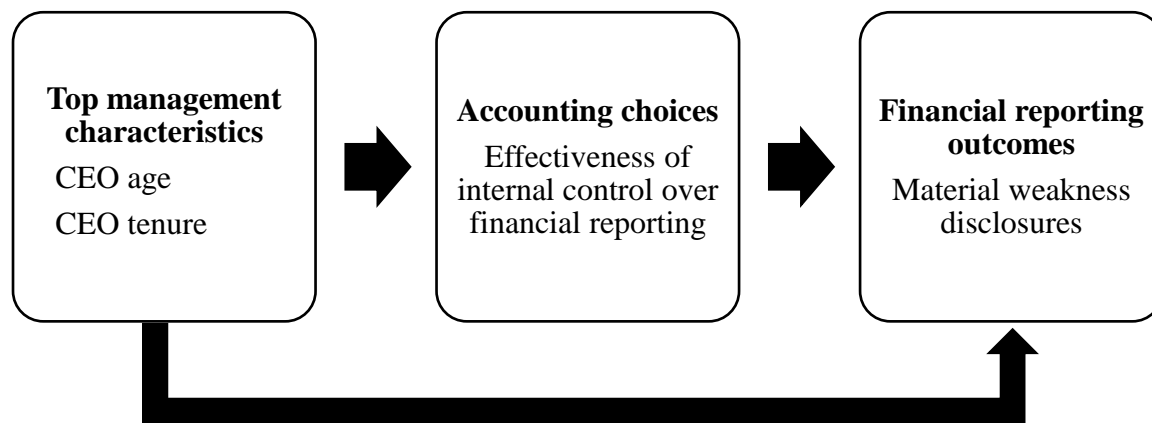 Top management
characteristics
CEO age
CEO tenure
Accounting choices
Effectiveness of
internal control over
financial reporting
Financial reporting
outcomes
Material weakness
disclosures